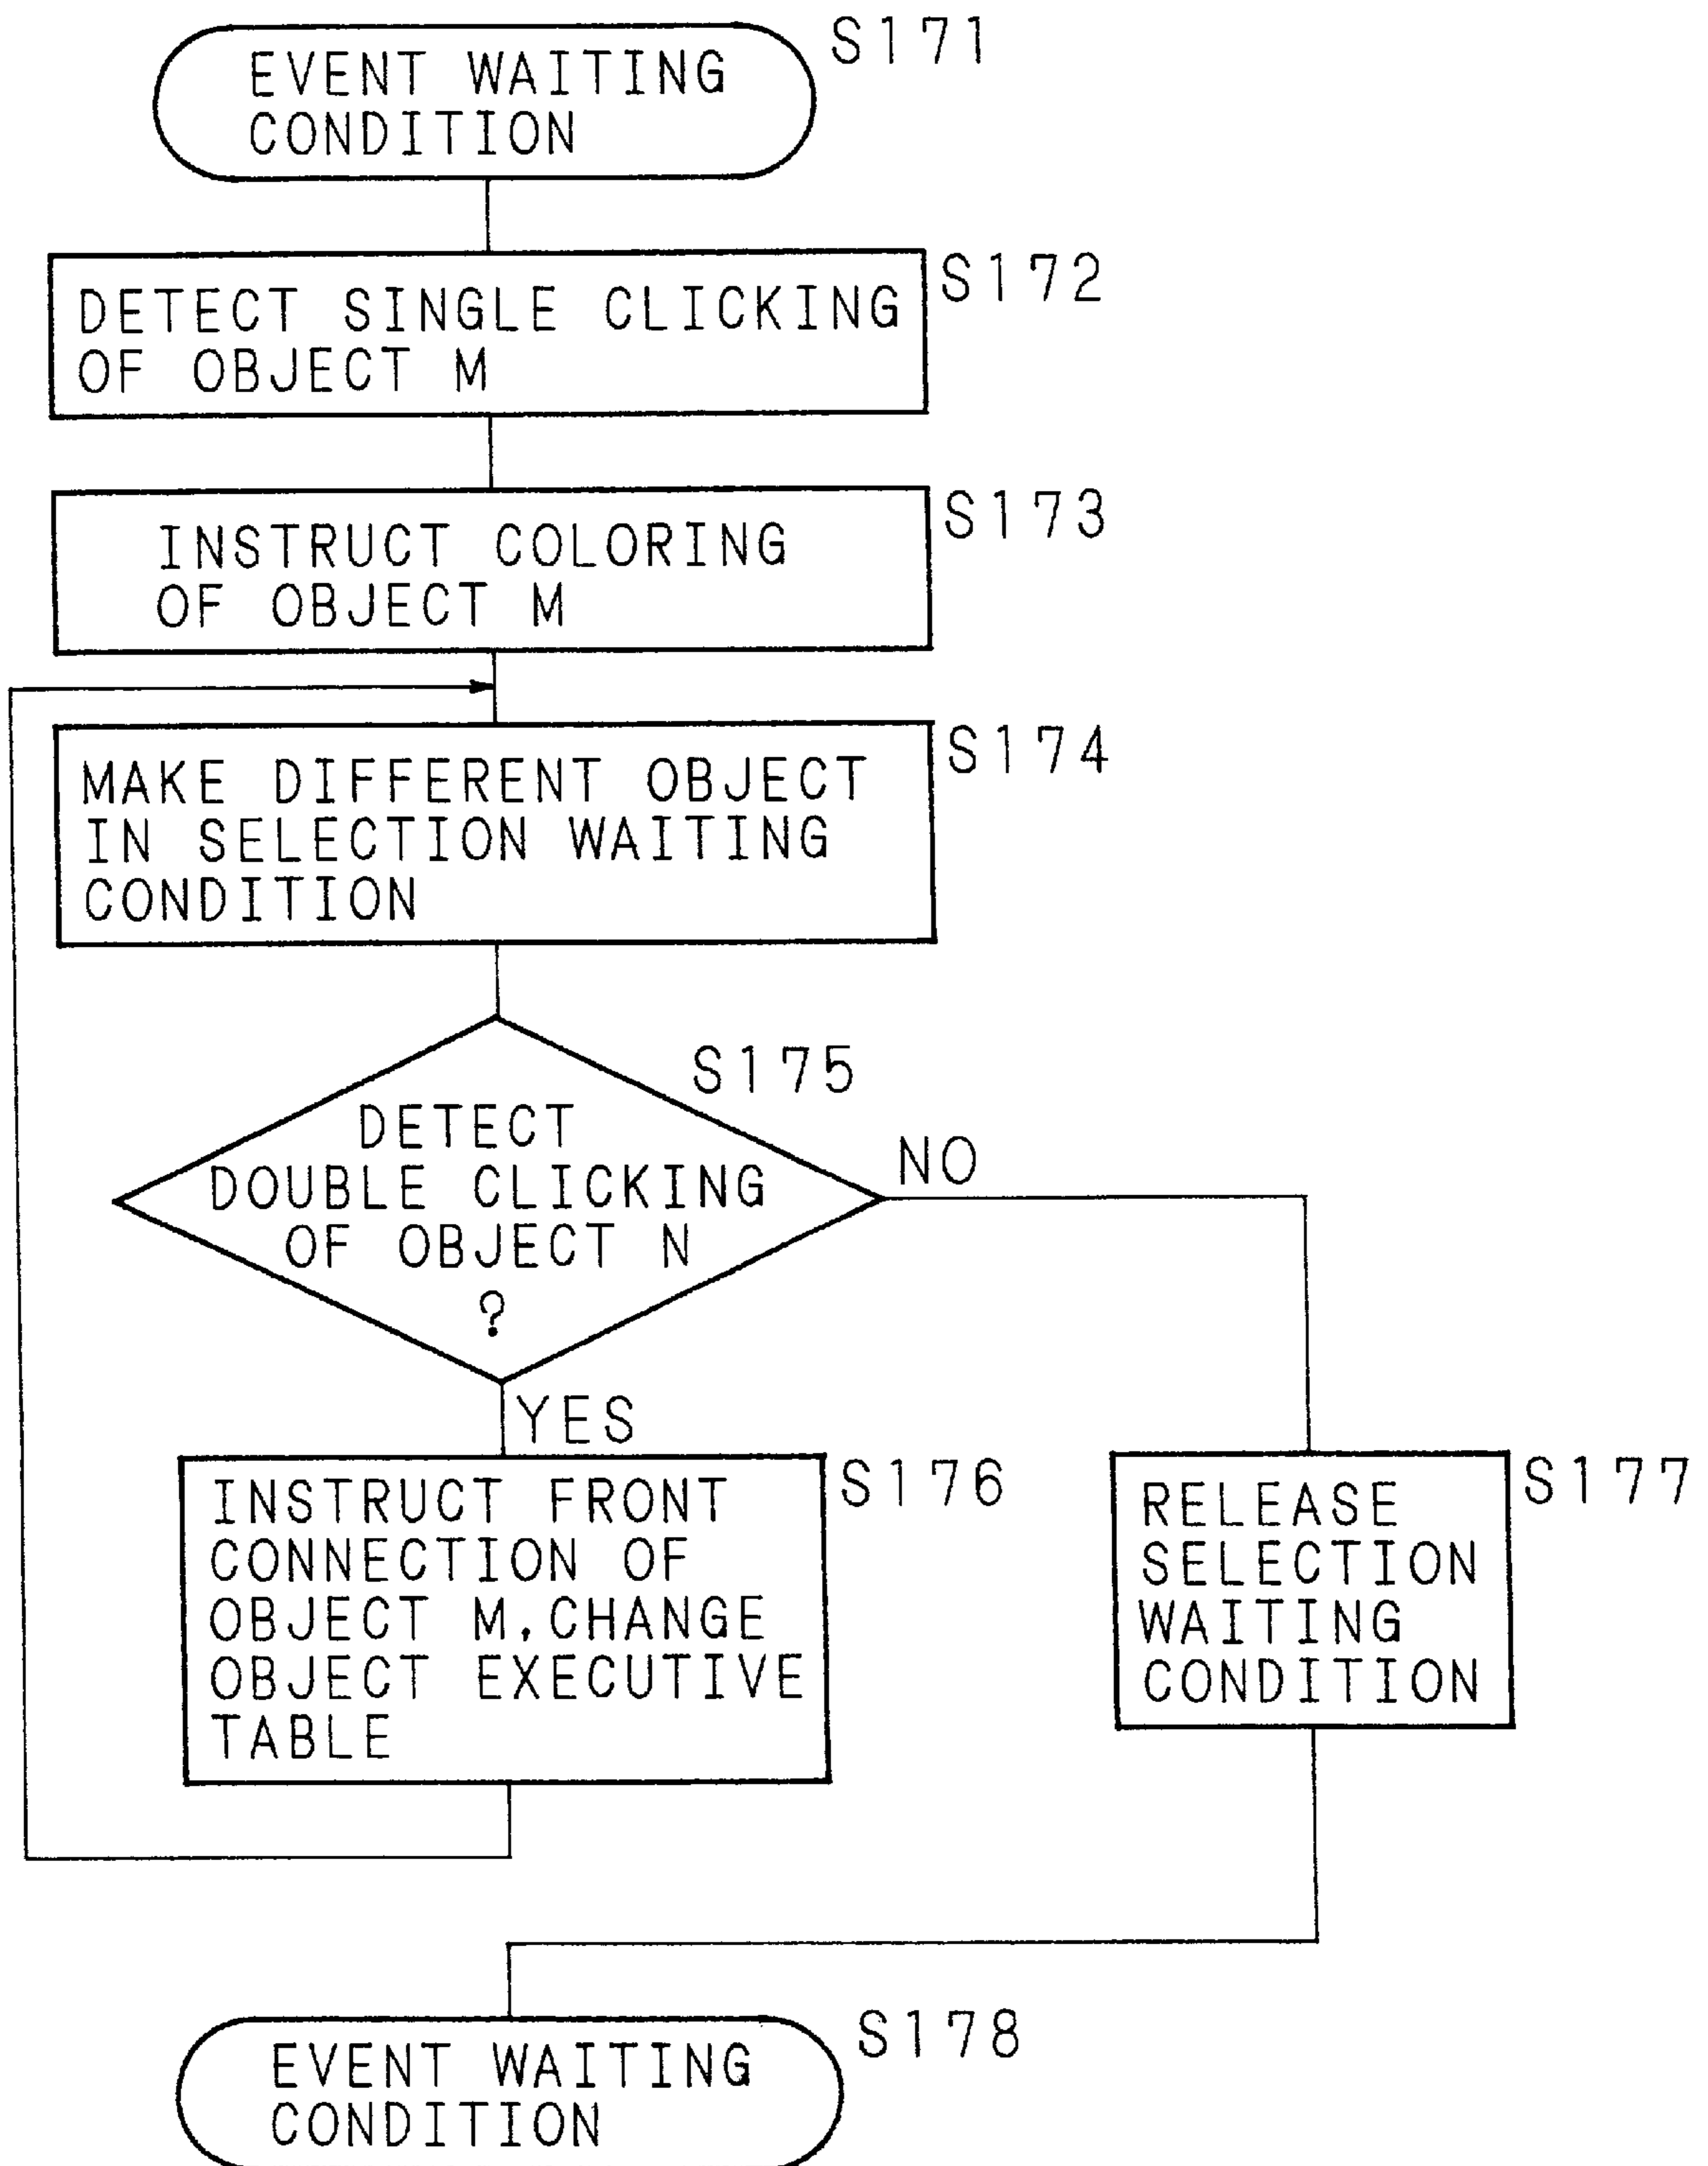 S171
EVENT WAITING
CONDITION
S172
DETECT SINGLE CLICKING
OF OBJECT M
S173
INSTRUCT COLORING
OF OBJECT M
S174
MAKE DIFFERENT OBJECT
IN SELECTION WAITING
CONDITION
S175
DETECT
DOUBLE CLICKING
OF OBJECT N
?
NO
YES
S176
INSTRUCT FRONT
CONNECTION OF
OBJECT M,CHANGE
OBJECT EXECUTIVE
TABLE
S177
RELEASE
SELECTION
WAITING
CONDITION
S178
EVENT WAITING
CONDITION